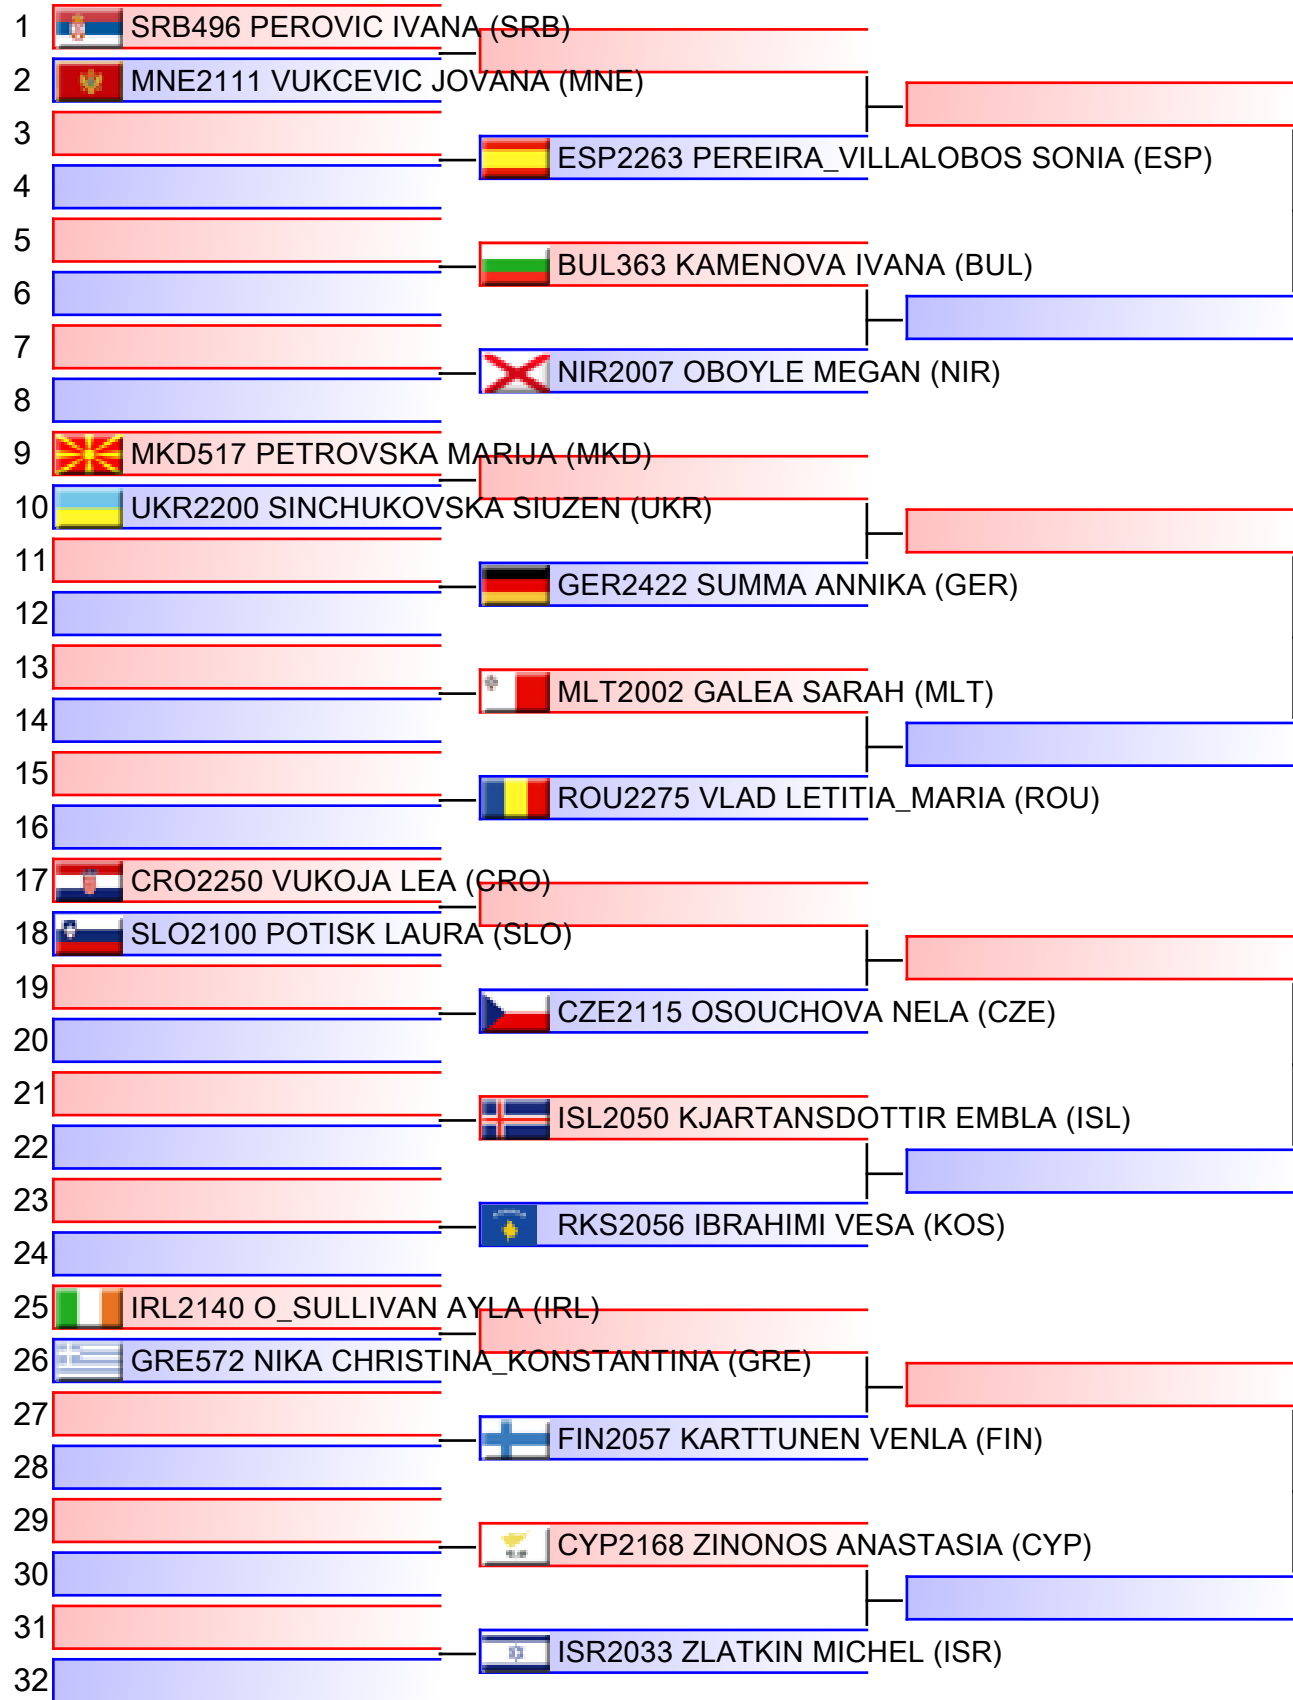 1 SRB496 PEROVIC IVANA (SRB)
2 MNE2111 VUKCEVIC JOVANA (MNE)
3
ESP2263 PEREIRA_VILLALOBOS SONIA (ESP)
4
5
BUL363 KAMENOVA IVANA (BUL)
6
7
NIR2007 OBOYLE MEGAN (NIR)
8
9 MKD517 PETROVSKA MARIJA (MKD)
10 UKR2200 SINCHUKOVSKA SIUZEN (UKR)
11
GER2422 SUMMA ANNIKA (GER)
12
13
MLT2002 GALEA SARAH (MLT)
14
15
ROU2275 VLAD LETITIA_MARIA (ROU)
16
17 CRO2250 VUKOJA LEA (CRO)
18 SLO2100 POTISK LAURA (SLO)
19
CZE2115 OSOUCHOVA NELA (CZE)
20
21
ISL2050 KJARTANSDOTTIR EMBLA (ISL)
22
23
RKS2056 IBRAHIMI VESA (KOS)
24
25 IRL2140 O_SULLIVAN AYLA (IRL)
26 GRE572 NIKA CHRISTINA_KONSTANTINA (GRE)
27
FIN2057 KARTTUNEN VENLA (FIN)
28
29
CYP2168 ZINONOS ANASTASIA (CYP)
30
31
ISR2033 ZLATKIN MICHEL (ISR)
32